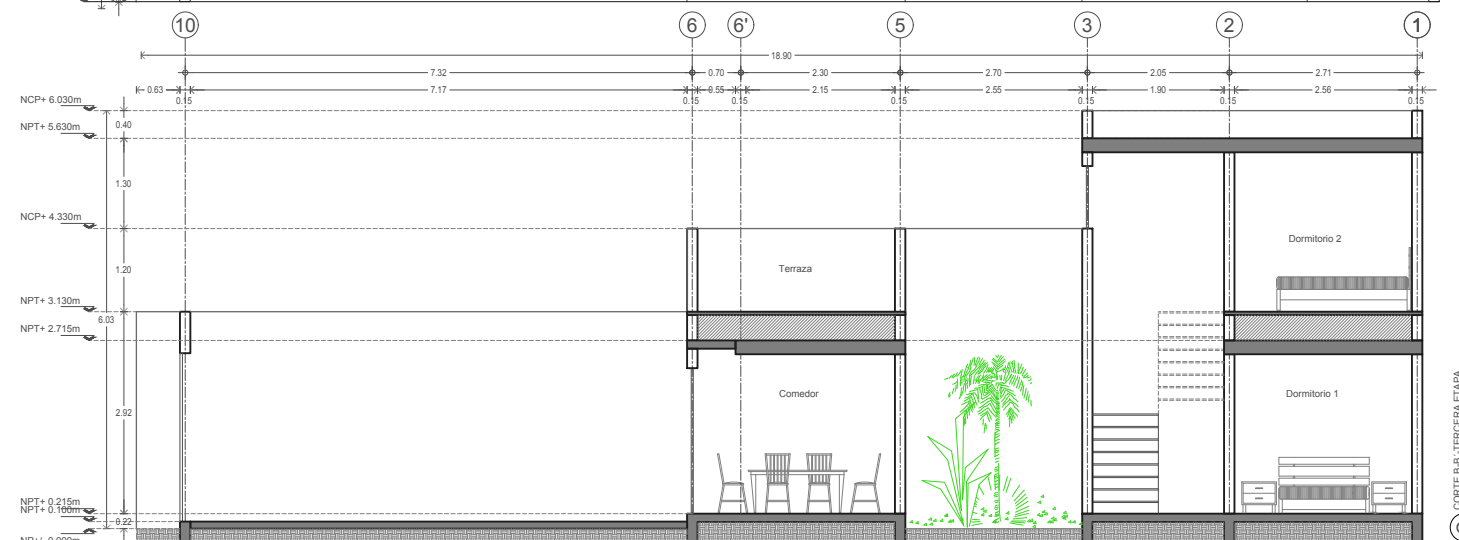 10 6 6' 5 3 2 1
18.90
7.32 0.70 2.30 2.70 2.05 2.71
0.63 7.17 0.55 2.15 2.55 1.90 2.56
0.15 0.15 0.15 0.15 0.15 0.15 0.15
NCP+ 6.030m
0.40
NPT+ 5.630m
1.30
NCP+ 4.330m
Dormitorio 2
1.20
Terraza
NPT+ 3.130m
6.03
NPT+ 2.715m
Comedor
Dormitorio 1
2.92
NPT+ 0.215m
NPT+ 0.100m
0.22
CORTE B-B': TERCERA ETAPA